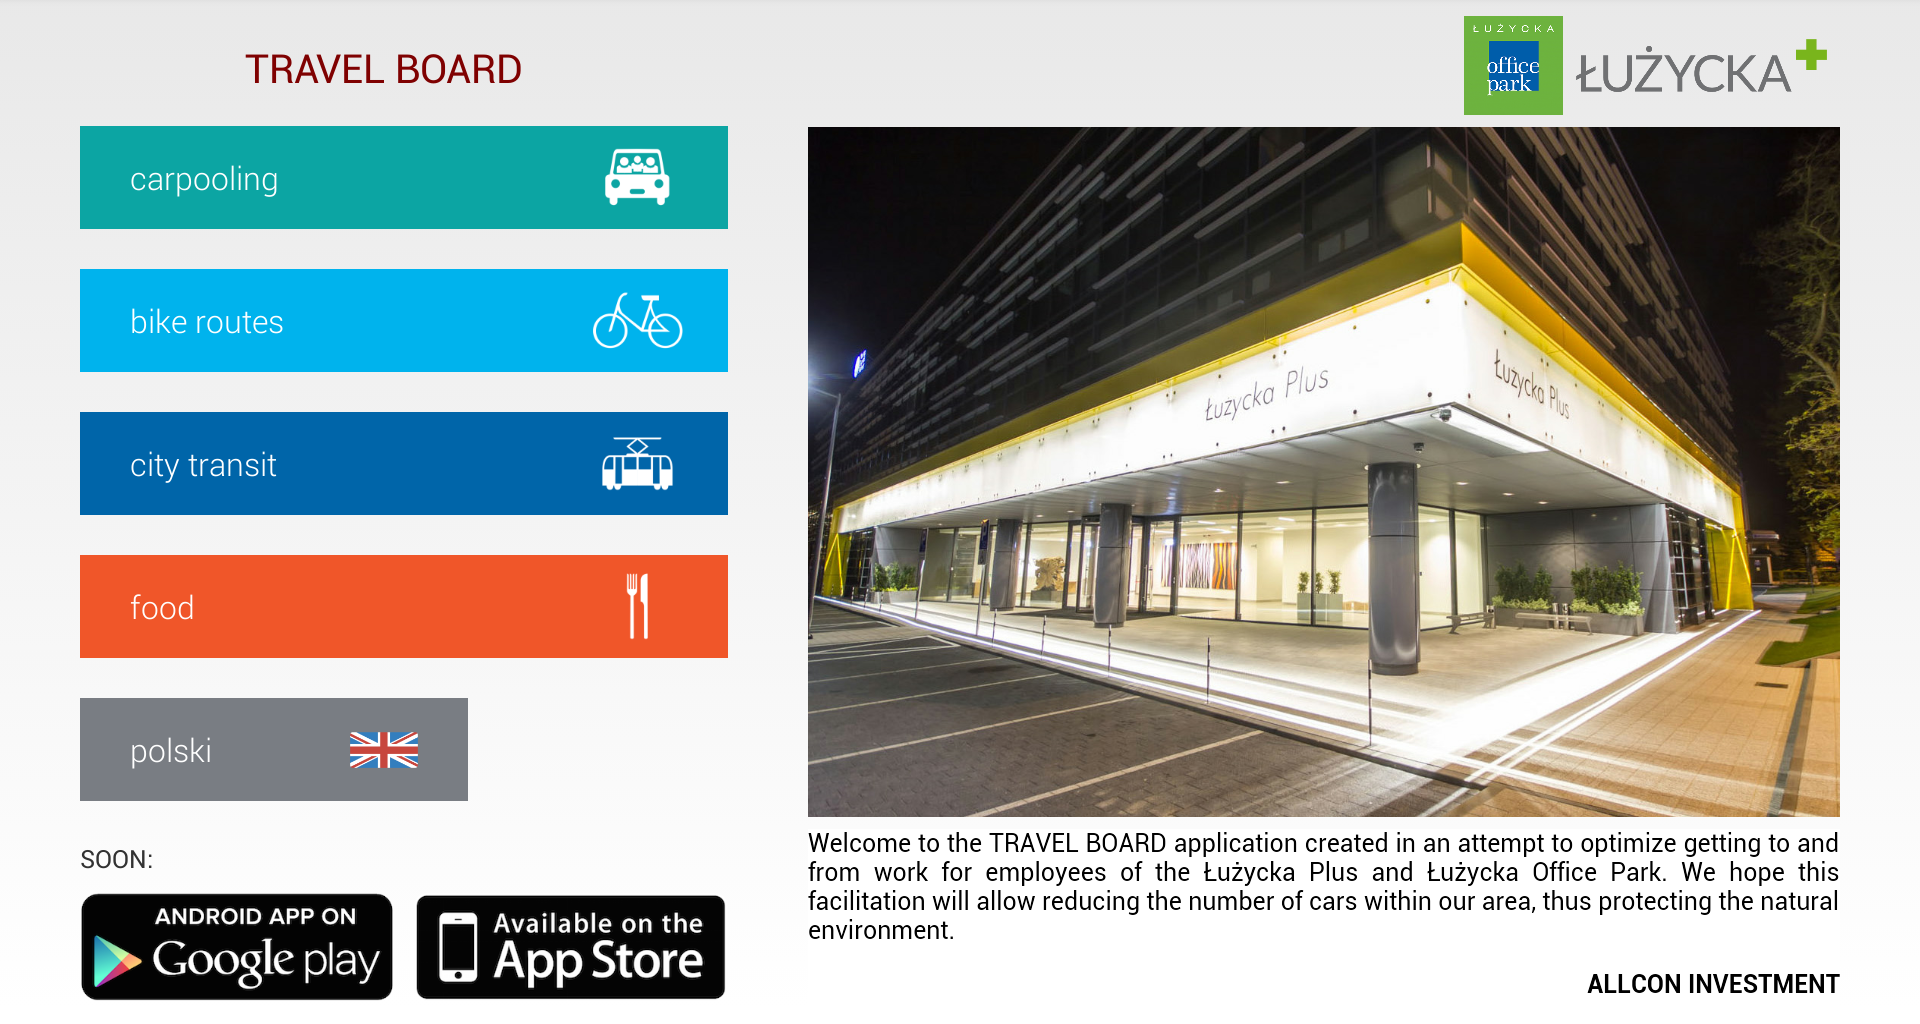 TRAVEL BOARD
ŁUŻYCKA
office
park
ŁUŻYCKA
carpooling
bike routes
city transit
food
polski
SOON:
ANDROID APP ON
Google play
Available on the
App Store
Łużycka Plus
Łużycka Plus
Welcome to the TRAVEL BOARD application created in an attempt to optimize getting to and
from work for employees of the Łużycka Plus and Łużycka Office Park. We hope this
facilitation will allow reducing the number of cars within our area, thus protecting the natural
environment.
ALLCON INVESTMENT